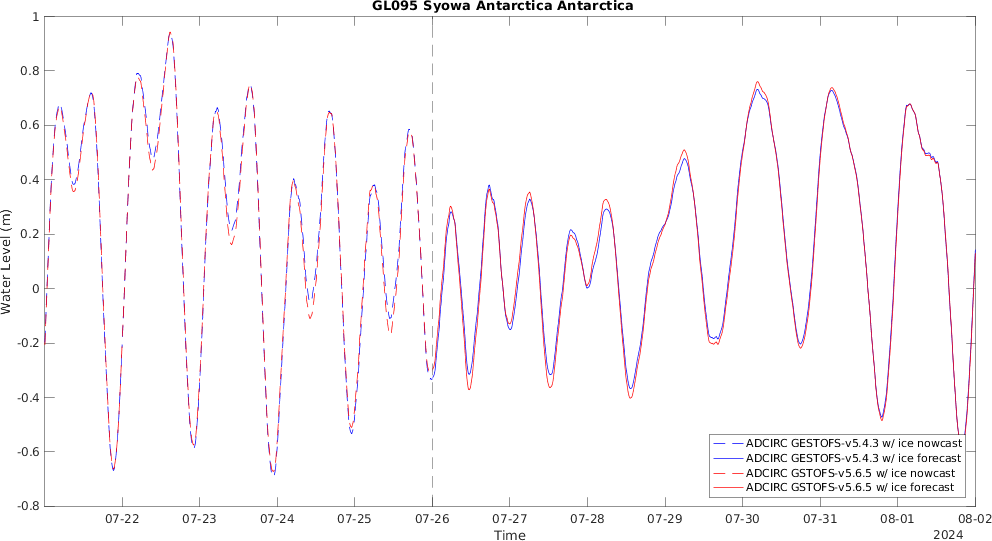 GL095 Syowa Antarctica Antarctica
1
0.8
0.6
0.4
0.2
0
-0.2
-0.4
-0.6
-0.8
Water Level (m)
ADCIRC GESTOFS-v5.4.3 w/ ice nowcast
ADCIRC GESTOFS-v5.4.3 w/ ice forecast
ADCIRC GSTOFS-v5.6.5 w/ ice nowcast
ADCIRC GSTOFS-v5.6.5 w/ ice forecast
07-22 07-23 07-24 07-25 07-26 07-27 07-28 07-29 07-30 07-31 08-01 08-02
Time
2024